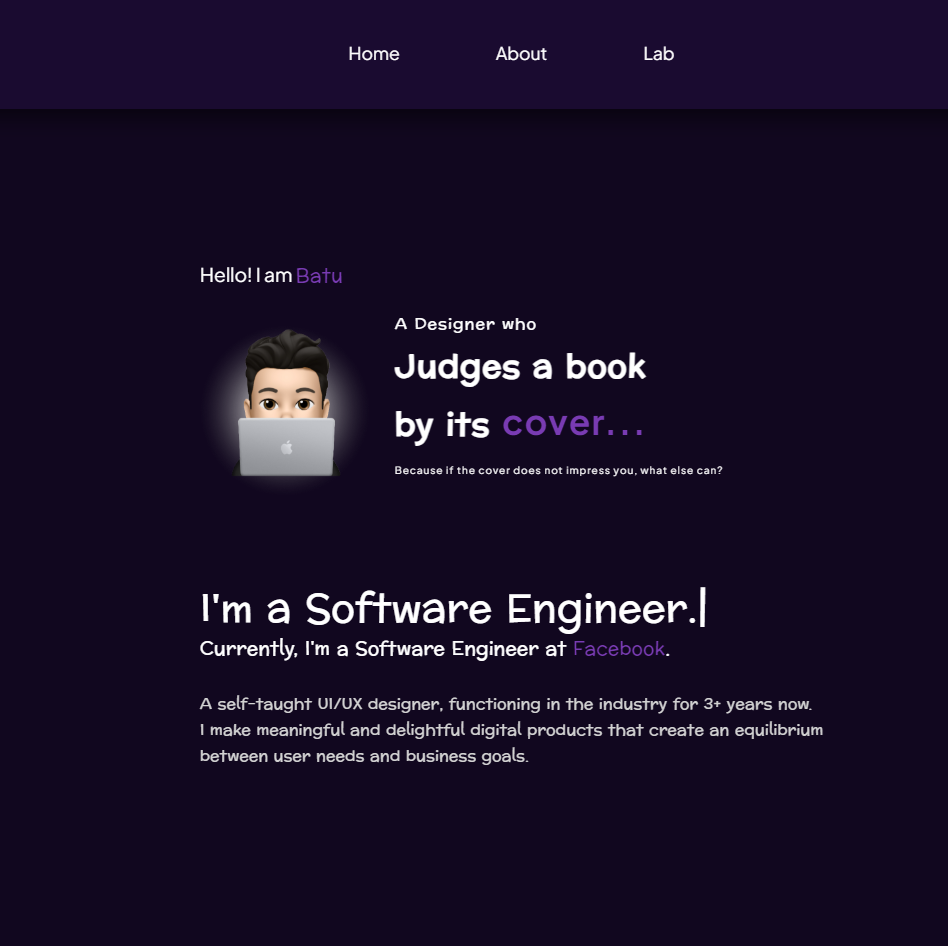 Home About Lab
Hello! I am Batu
A Designer who
Judges a book
by its cover...
Because if the cover does not impress you, what else can?
I'm a Software Engineer.|
Currently, I'm a Software Engineer at Facebook.
A self-taught UI/UX designer, functioning in the industry for 3+ years now.
I make meaningful and delightful digital products that create an equilibrium
between user needs and business goals.